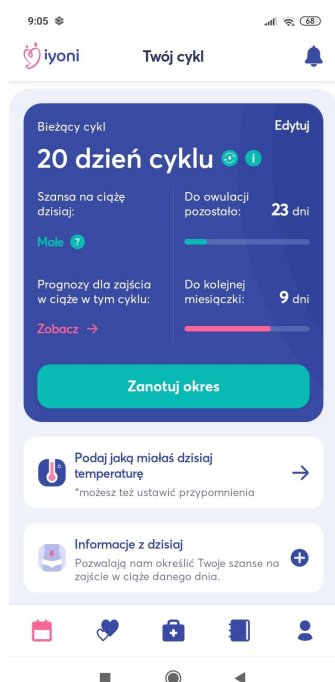 9:05
68
iyoni
Twój cykl
Bieżący cykl
Edytuj
20 dzień cyklu
Szansa na ciążę
dzisiaj:
Małe ?
Do owulacji
pozostało:
23 dni
Prognozy dla zajścia
w ciąże w tym cyklu:
Zobacz →
Do kolejnej
miesiączki:
9 dni
Zanotuj okres
Podaj jaką miałaś dzisiaj
temperaturę
*możesz też ustawić przypomnienia
Informacje z dzisiaj
Pozwalają nam określić Twoje szanse na
zajście w ciąże danego dnia.